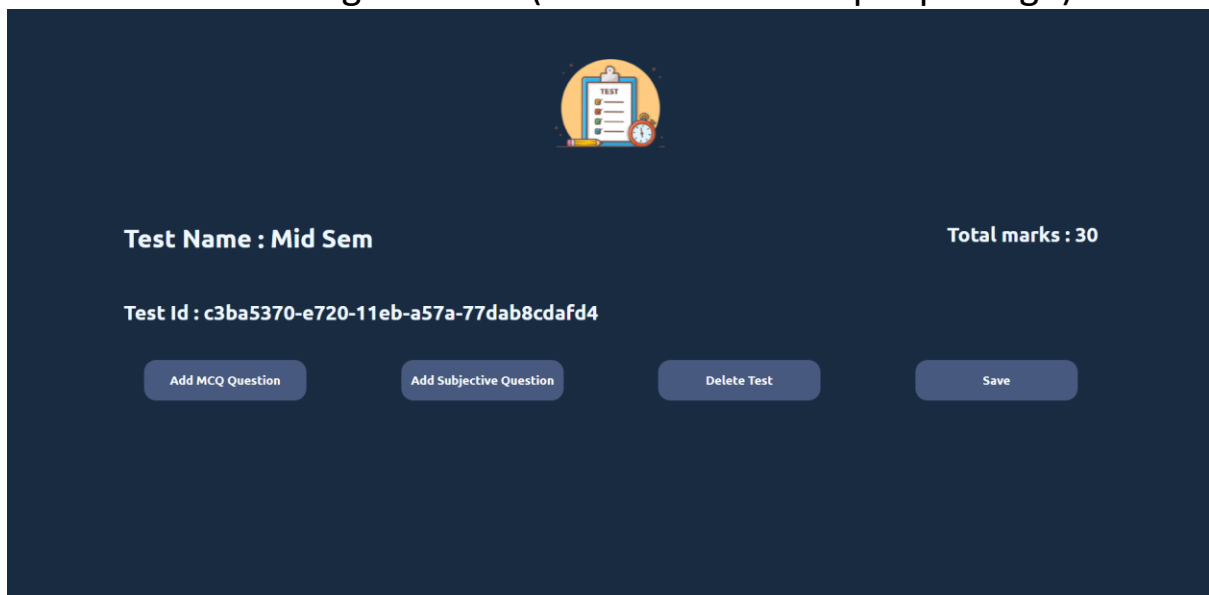 TEST
Test Name : Mid Sem
Total marks : 30
Test Id : c3ba5370-e720-11eb-a57a-77dab8cdafd4
Add MCQ Question
Add Subjective Question
Delete Test
Save